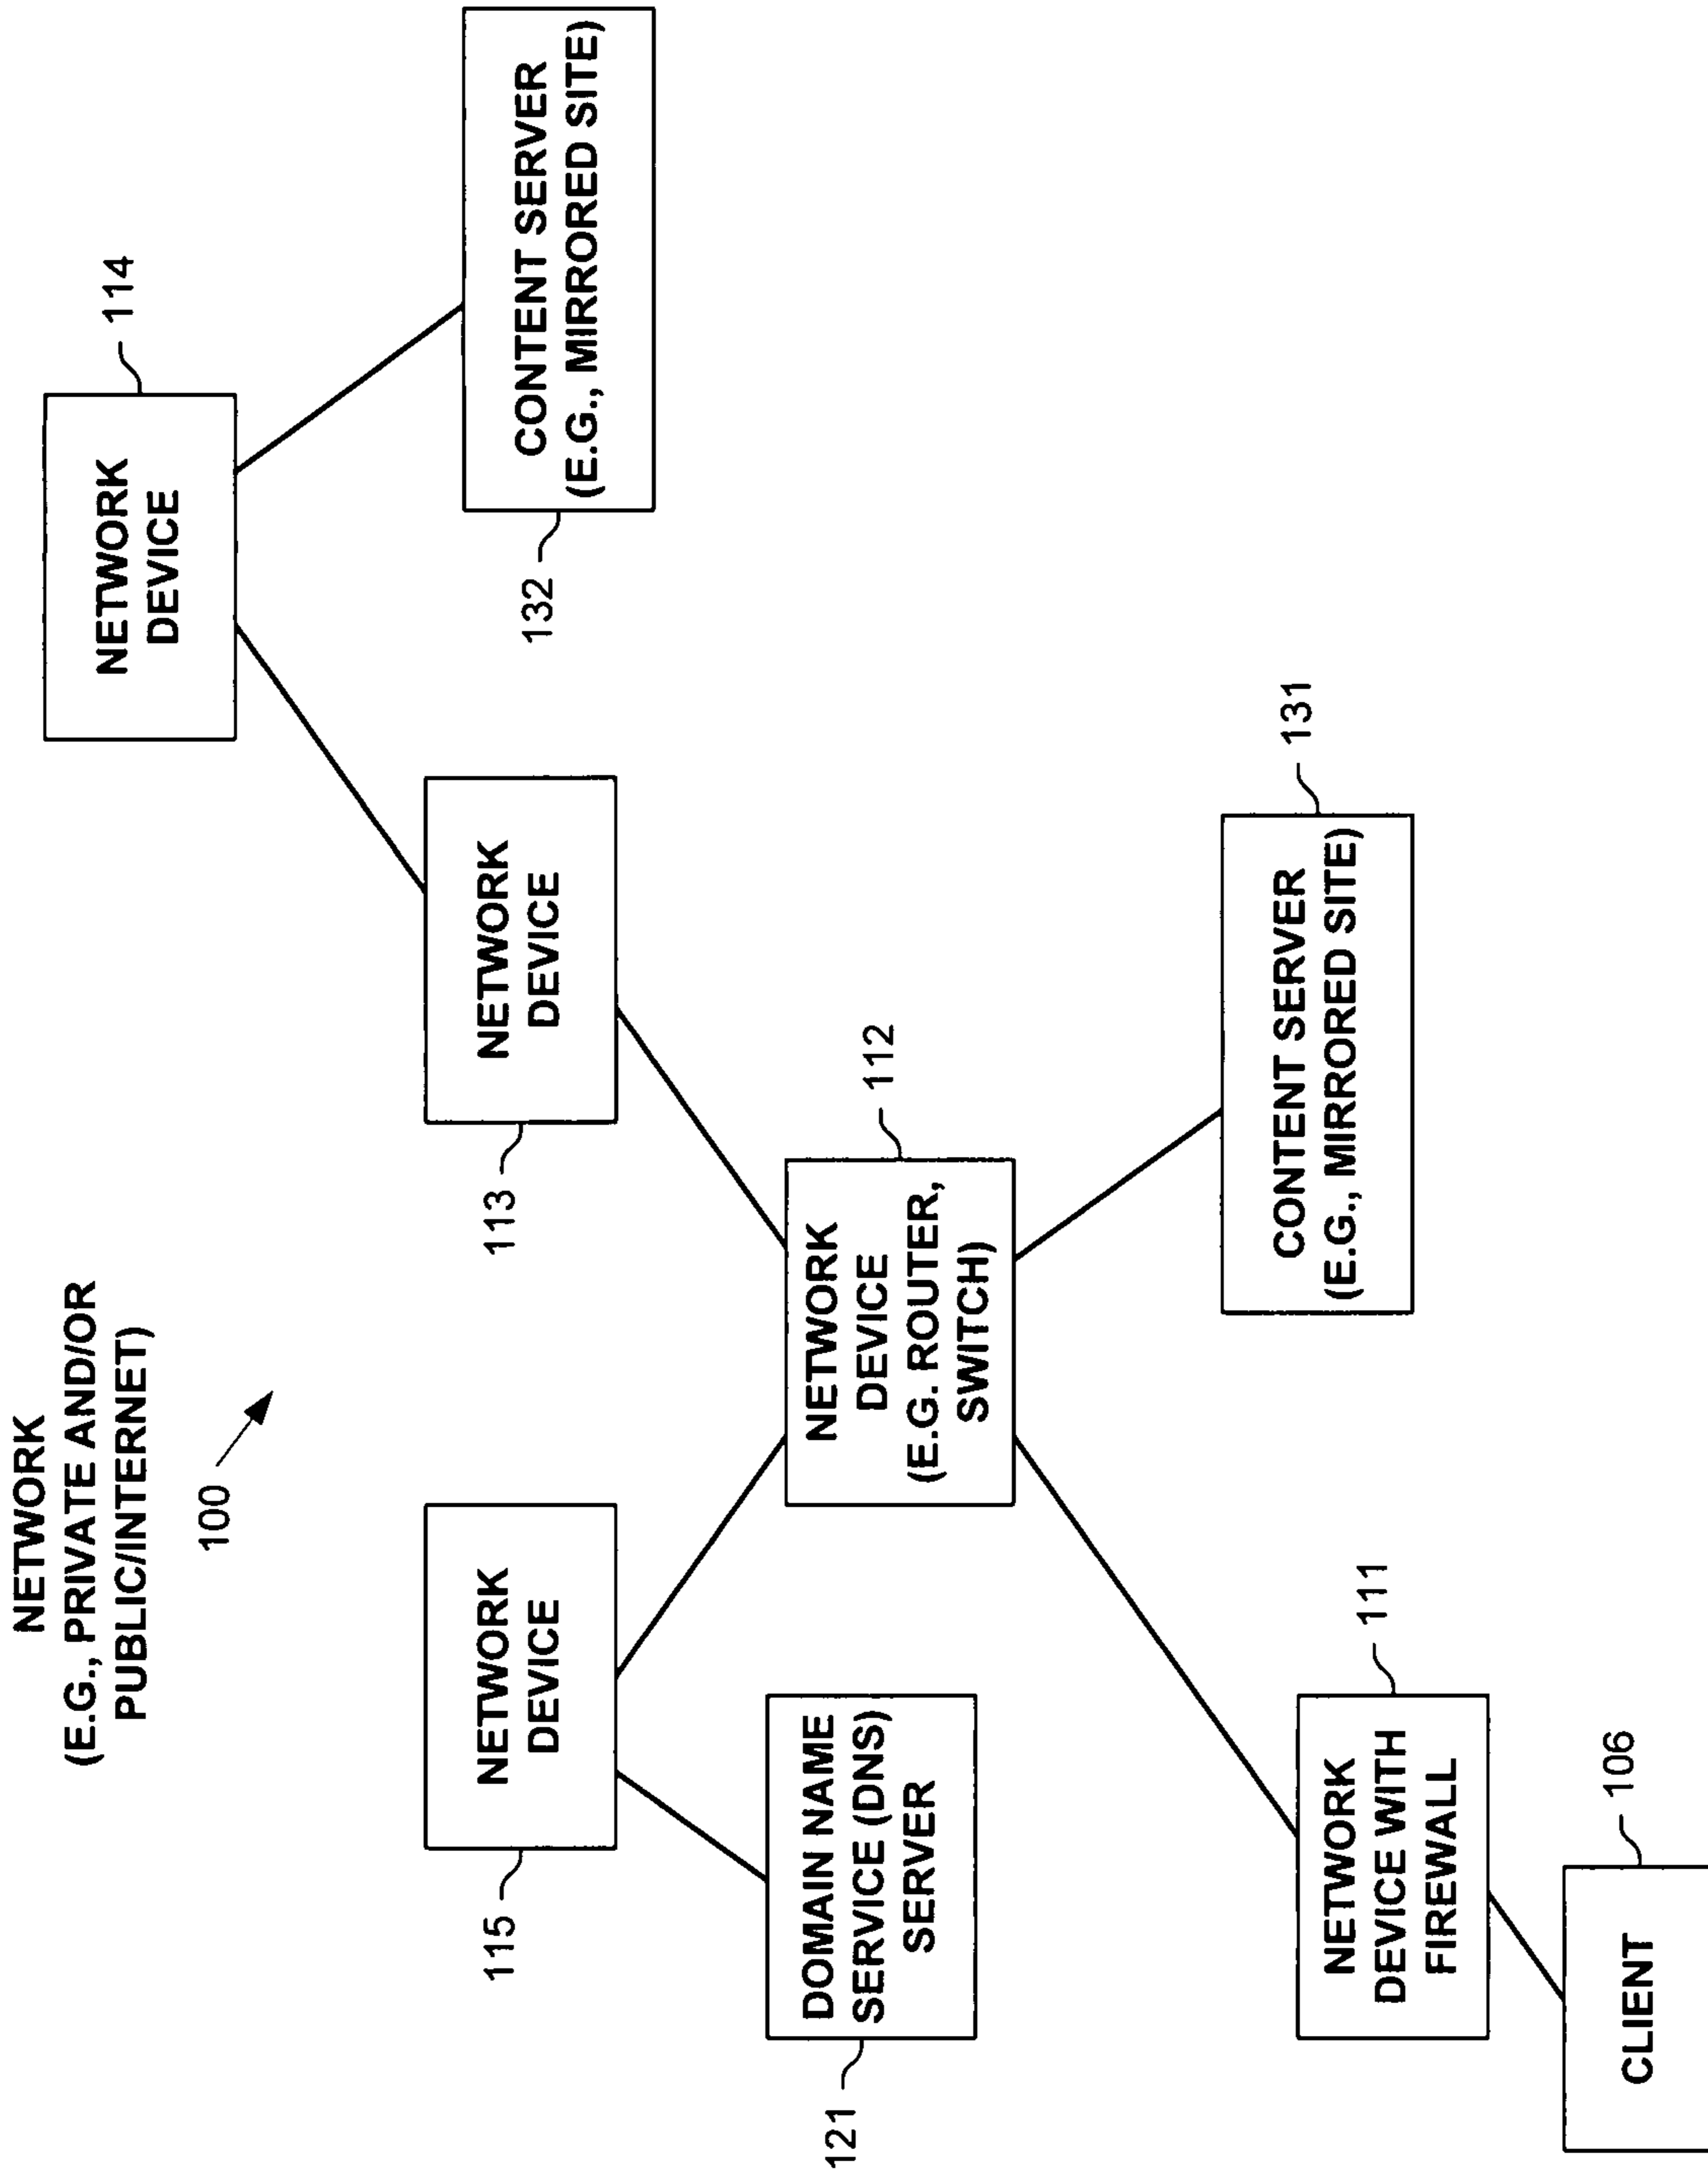 NETWORK
(E.G., PRIVATE AND/OR
PUBLIC/INTERNET)
100
NETWORK
DEVICE
114
CONTENT SERVER
(E.G., MIRRORED SITE)
132
NETWORK
DEVICE
113
NETWORK
DEVICE
115
DOMAIN NAME
SERVICE (DNS)
SERVER
121
NETWORK
DEVICE
(E.G. ROUTER,
SWITCH)
112
CONTENT SERVER
(E.G., MIRRORED SITE)
131
NETWORK
DEVICE WITH
FIREWALL
111
CLIENT
106